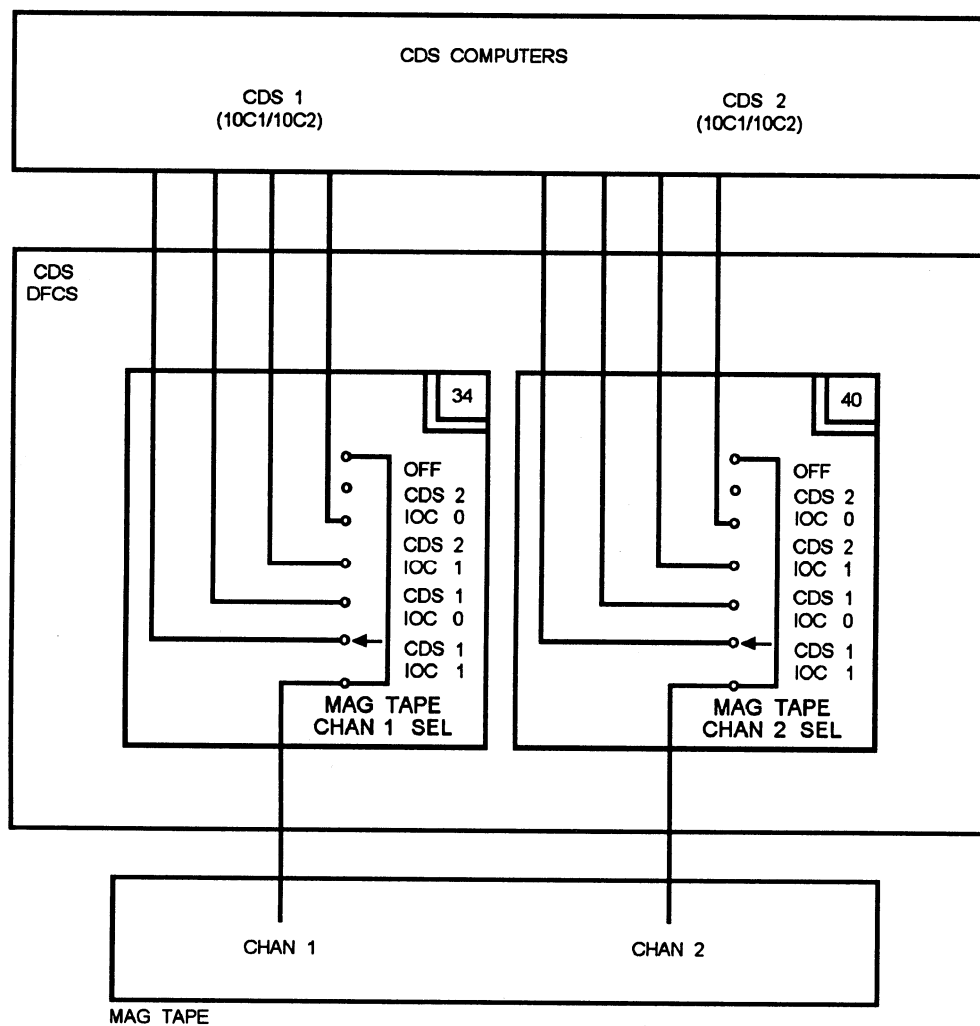 CDS COMPUTERS
CDS 1
(10C1/10C2)
CDS 2
(10C1/10C2)
CDS
DFCS
34
OFF
CDS 2
IOC 0
CDS 2
IOC 1
CDS 1
IOC 0
CDS 1
IOC 1
MAG TAPE
CHAN 1 SEL
40
OFF
CDS 2
IOC 0
CDS 2
IOC 1
CDS 1
IOC 0
CDS 1
IOC 1
MAG TAPE
CHAN 2 SEL
CHAN 1
CHAN 2
MAG TAPE